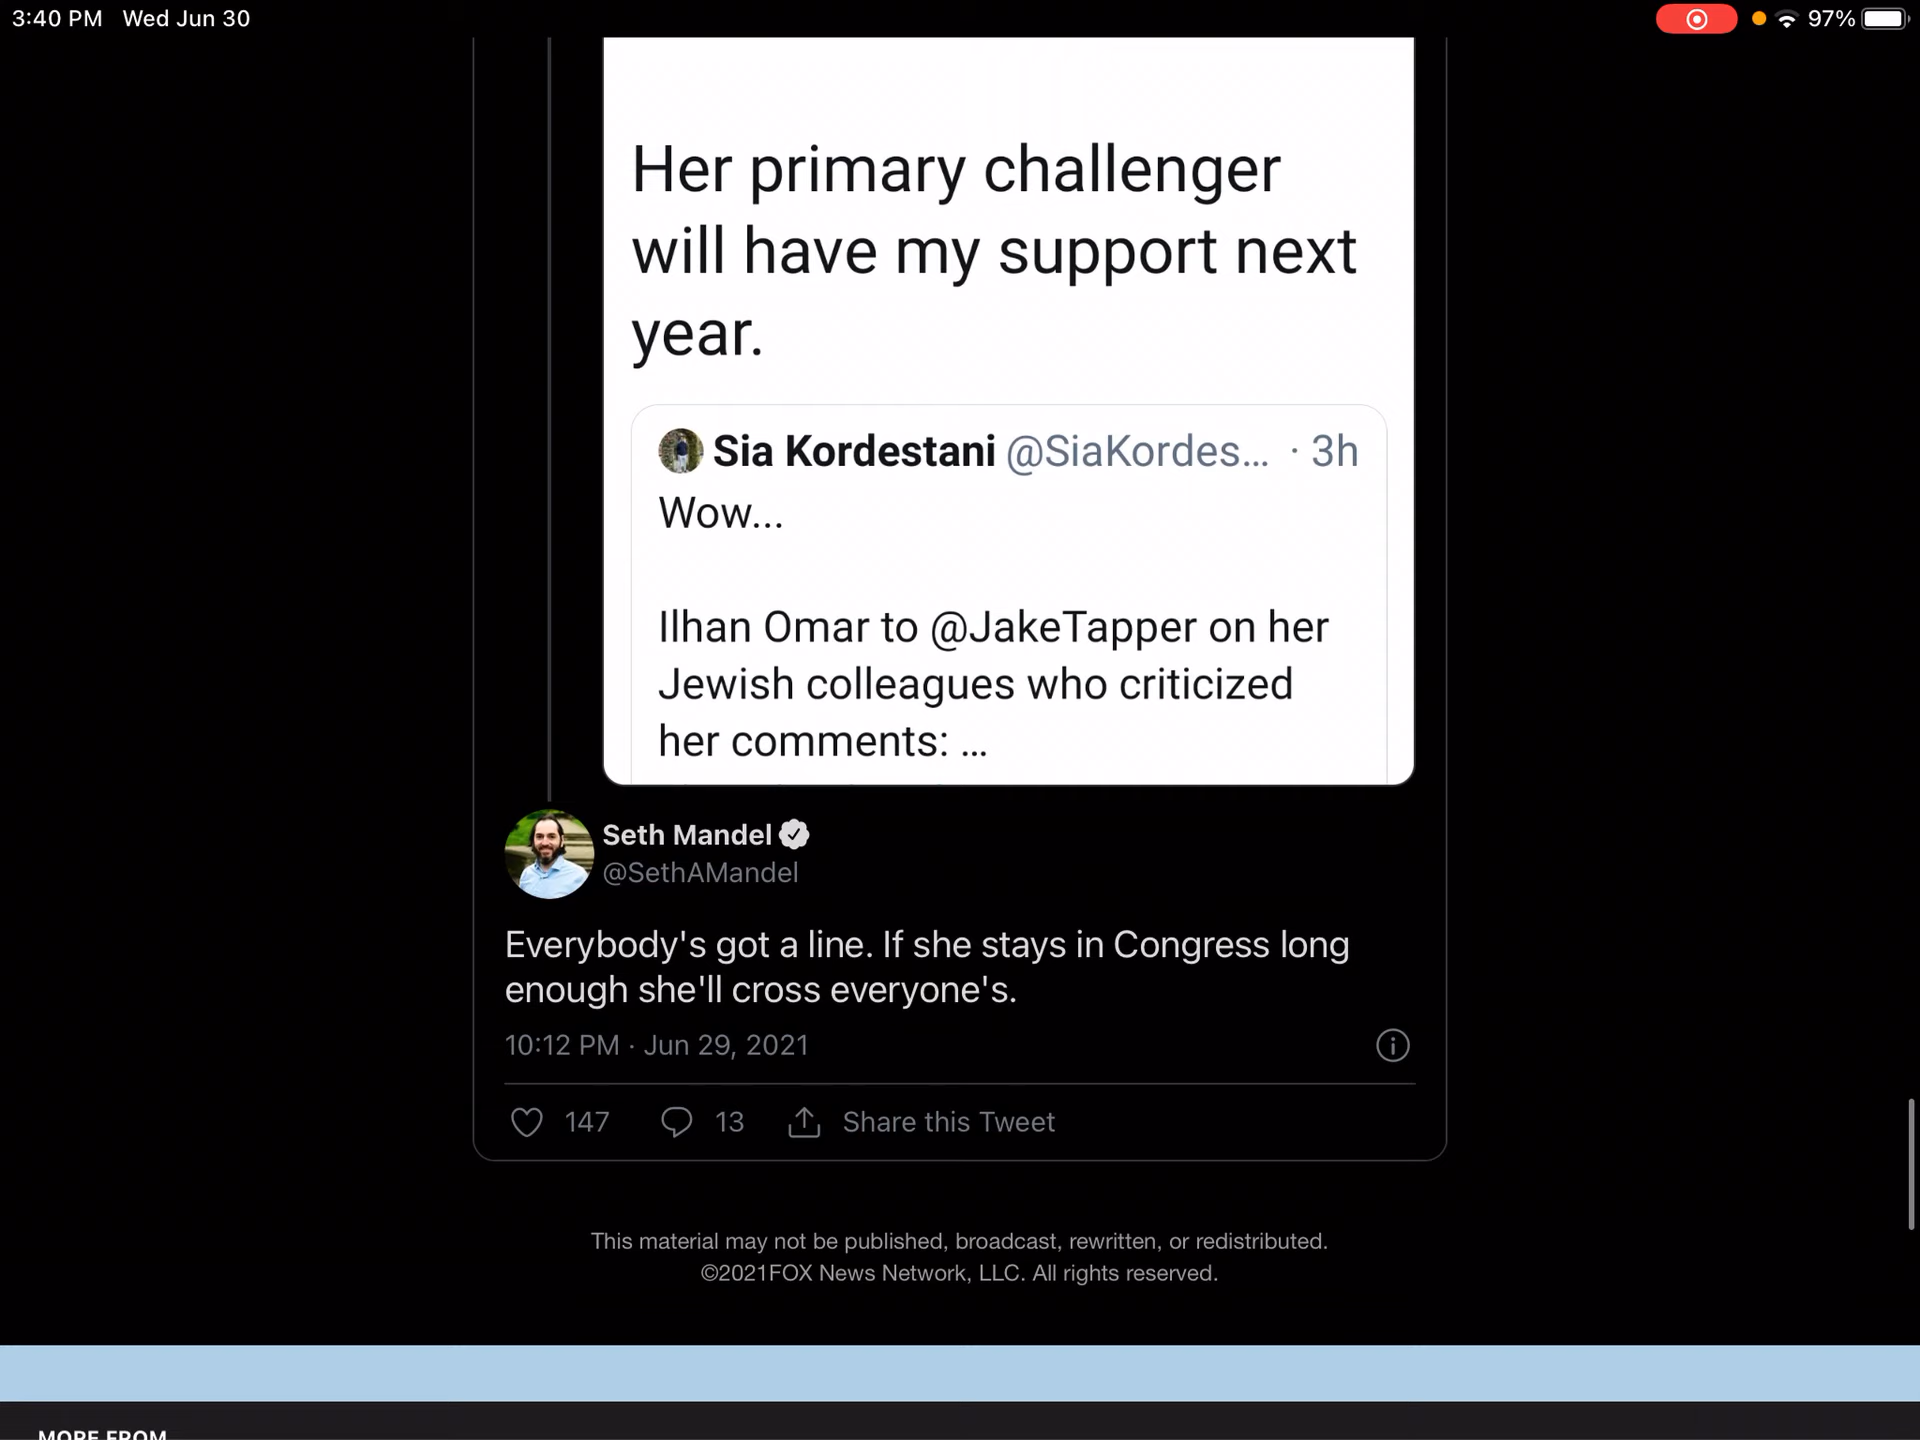 3:40 PM Wed Jun 30
97%
Her primary challenger
will have my support next
year.
Sia Kordestani @SiaKordes... · 3h
Wow...
Ilhan Omar to @JakeTapper on her
Jewish colleagues who criticized
her comments: ...
Seth Mandel
@SethAMandel
Everybody's got a line. If she stays in Congress long
enough she'll cross everyone's.
10:12 PM · Jun 29, 2021
147 13 Share this Tweet
This material may not be published, broadcast, rewritten, or redistributed.
©2021FOX News Network, LLC. All rights reserved.
MORE FROM